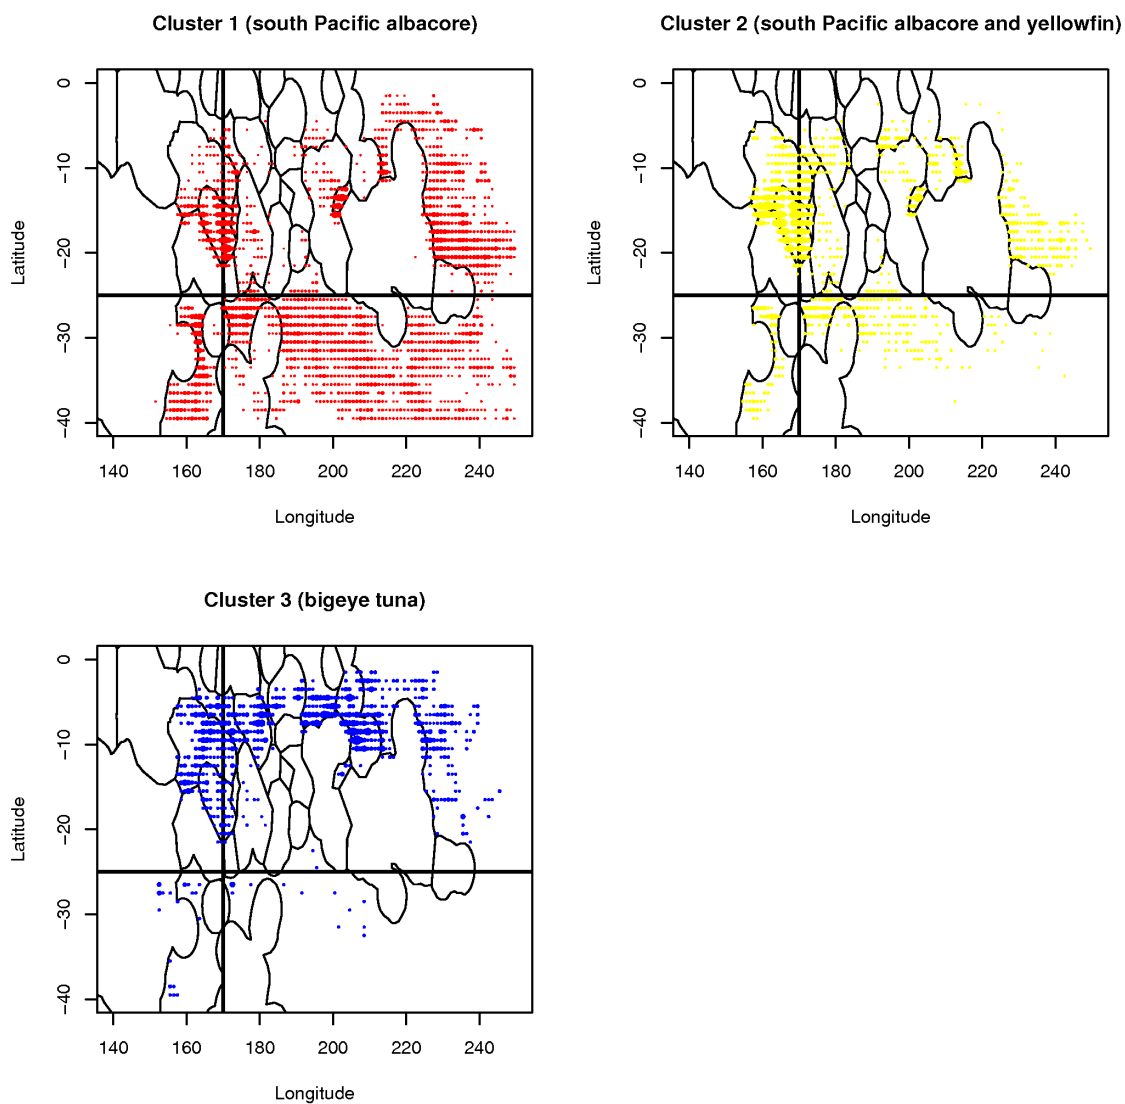 Cluster 1 (south Pacific albacore)
0
−10
−20
−30
−40
Latitude
140 160 180 200 220 240
Longitude
Cluster 2 (south Pacific albacore and yellowfin)
0
−10
−20
−30
−40
Latitude
140 160 180 200 220 240
Longitude
Cluster 3 (bigeye tuna)
0
−10
−20
−30
−40
Latitude
140 160 180 200 220 240
Longitude